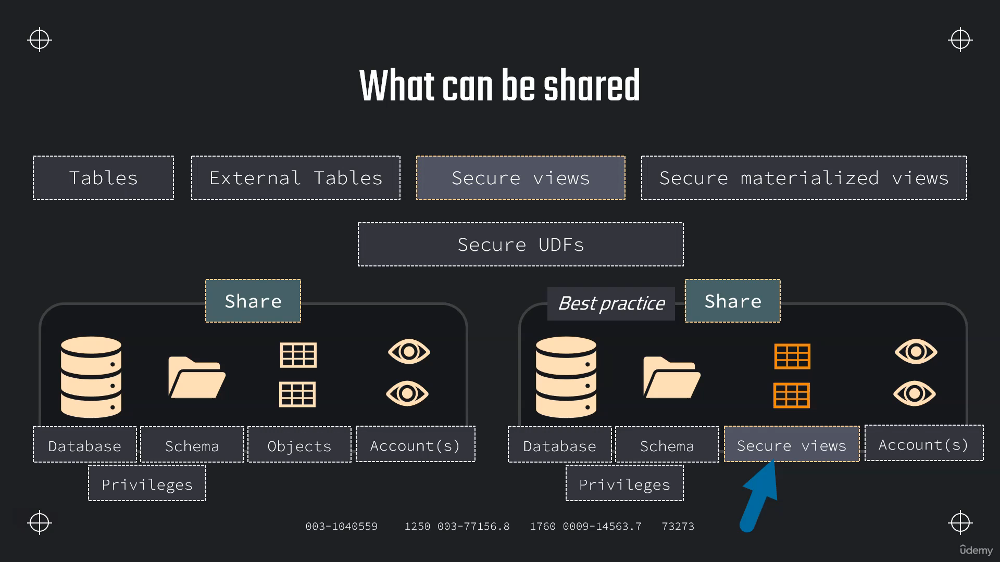 What can be shared
Tables
External Tables
Secure views
Secure materialized views
Secure UDFs
Share
Database
Schema
Objects
Account(s)
Privileges
Best practice
Share
Database
Schema
Secure views
Account(s)
Privileges
003-1040559 1250 003-77156.8 1760 0009-14563.7 73273
ûdemy